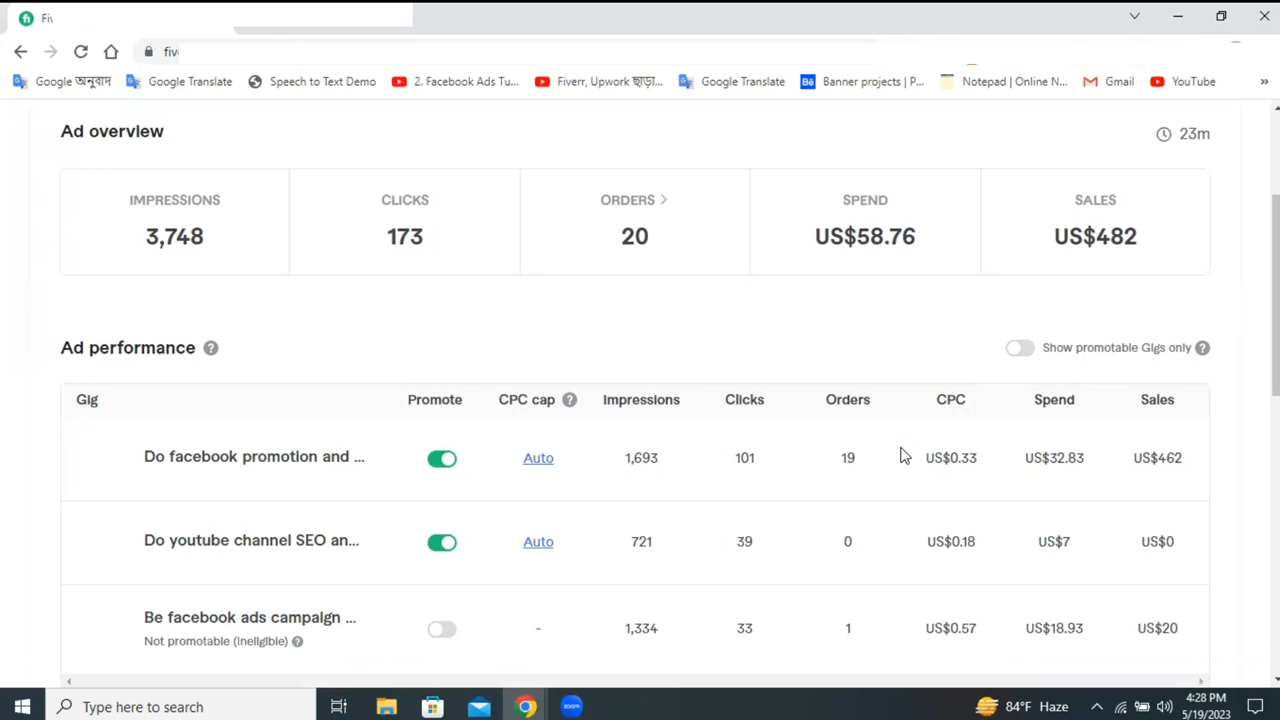 Fiv
five
Google অনুবাদ Google Translate Speech to Text Demo 2. Facebook Ads Tu... Fiverr, Upwork ছাড়া... Google Translate Bē Banner projects | P... Notepad | Online N... Gmail YouTube »
Ad overview 23m
IMPRESSIONS CLICKS ORDERS > SPEND SALES
3,748 173 20 US$58.76 US$482
Ad performance ? Show promotable Gigs only ?
Gig Promote CPC cap ? Impressions Clicks Orders CPC Spend Sales
Do facebook promotion and ... Auto 1,693 101 19 US$0.33 US$32.83 US$462
Do youtube channel SEO an... Auto 721 39 0 US$0.18 US$7 US$0
Be facebook ads campaign ... - 1,334 33 1 US$0.57 US$18.93 US$20
Not promotable (ineligible) ?
Type here to search zoom 84°F Haze 4:28 PM
5/19/2023